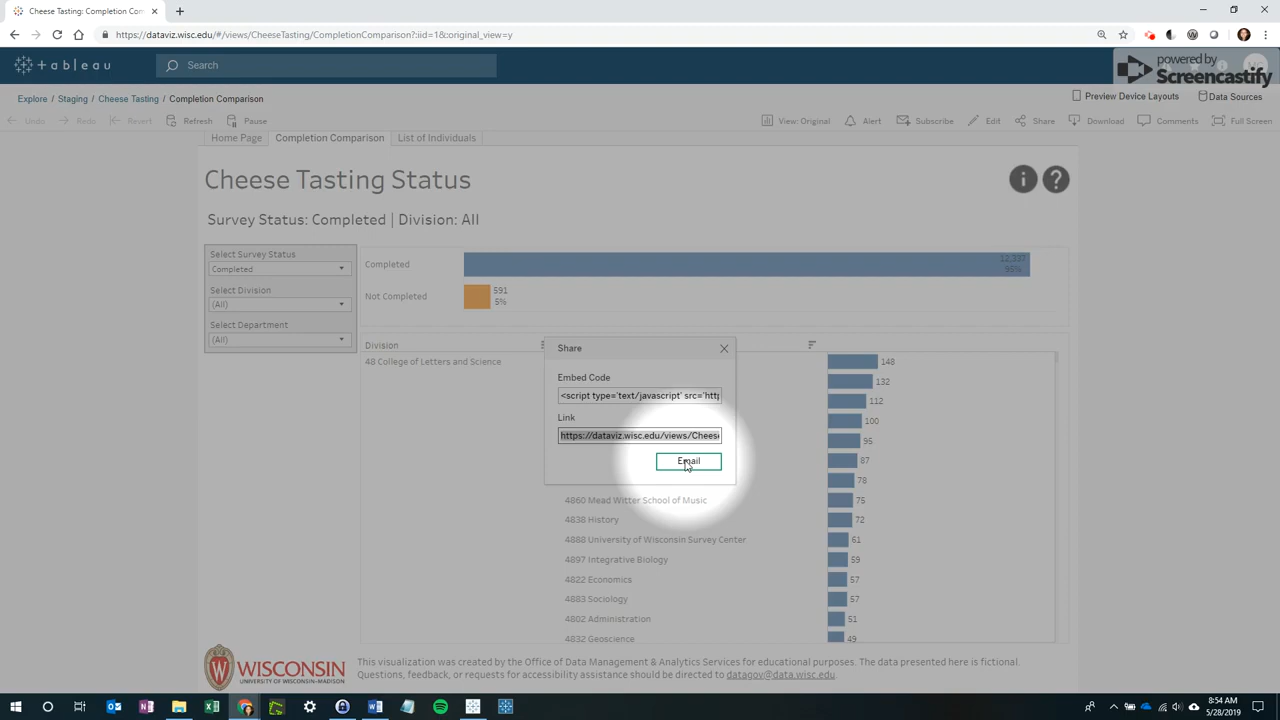 Cheese Tasting: Completion Com
https://dataviz.wisc.edu/#/views/CheeseTasting/CompletionComparison?:iid=1&:original_view=y
+ableau
Search
powered by
Screencastify
Explore / Staging / Cheese Tasting / Completion Comparison
Preview Device Layouts
Data Sources
Undo
Redo
Revert
Refresh
Pause
View: Original
Alert
Subscribe
Edit
Share
Download
Comments
Full Screen
Home Page
Completion Comparison
List of Individuals
Cheese Tasting Status
Survey Status: Completed | Division: All
Select Survey Status
Completed
Select Division
(All)
Select Department
(All)
Completed
12,337
95%
Not Completed
591
5%
Division
48 College of Letters and Science
Share
Embed Code
<script type='text/javascript' src='http
Link
https://dataviz.wisc.edu/views/Chees
Email
148
132
112
100
95
87
78
4860 Mead Witter School of Music 75
4838 History 72
4888 University of Wisconsin Survey Center 61
4897 Integrative Biology 59
4822 Economics 57
4883 Sociology 57
4802 Administration 51
4832 Geoscience 49
WISCONSIN
UNIVERSITY OF WISCONSIN-MADISON
This visualization was created by the Office of Data Management & Analytics Services for educational purposes. The data presented here is fictional.
Questions, feedback, or requests for accessibility assistance should be directed to datagov@data.wisc.edu.
8:54 AM
5/28/2019